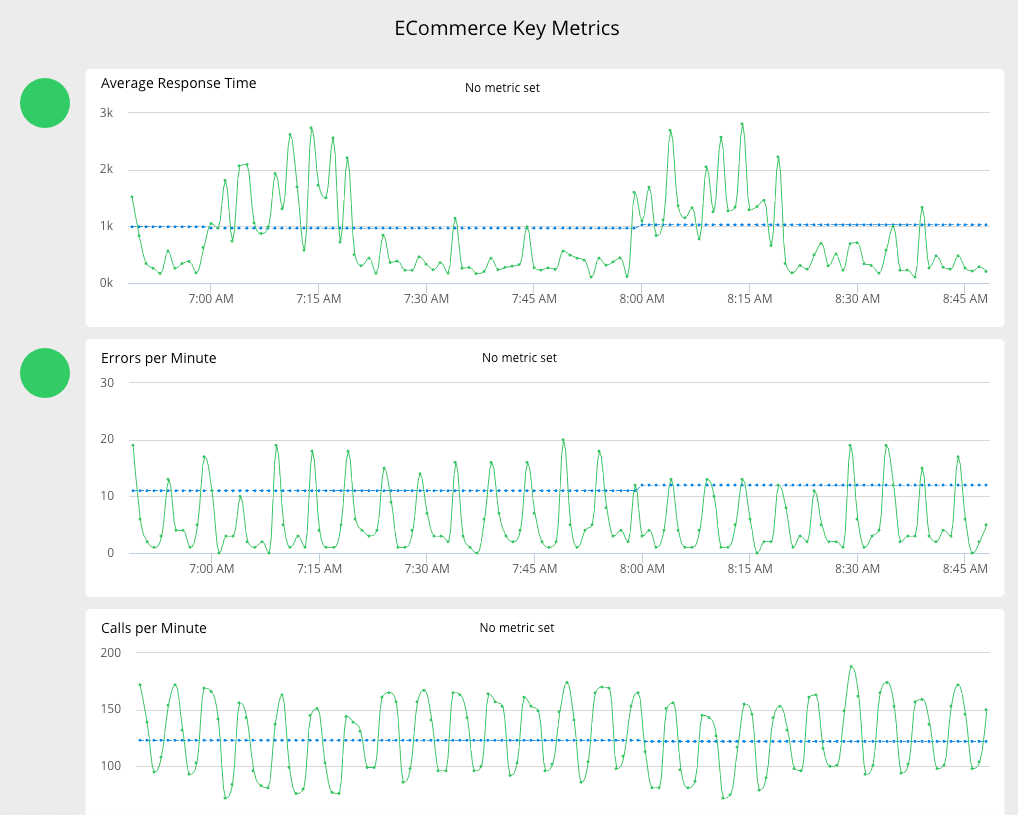 ECommerce Key Metrics
Average Response Time
No metric set
3k
2k
1k
0k
7:00 AM 7:15 AM 7:30 AM 7:45 AM 8:00 AM 8:15 AM 8:30 AM 8:45 AM
Errors per Minute
No metric set
30
20
10
0
7:00 AM 7:15 AM 7:30 AM 7:45 AM 8:00 AM 8:15 AM 8:30 AM 8:45 AM
Calls per Minute
No metric set
200
150
100